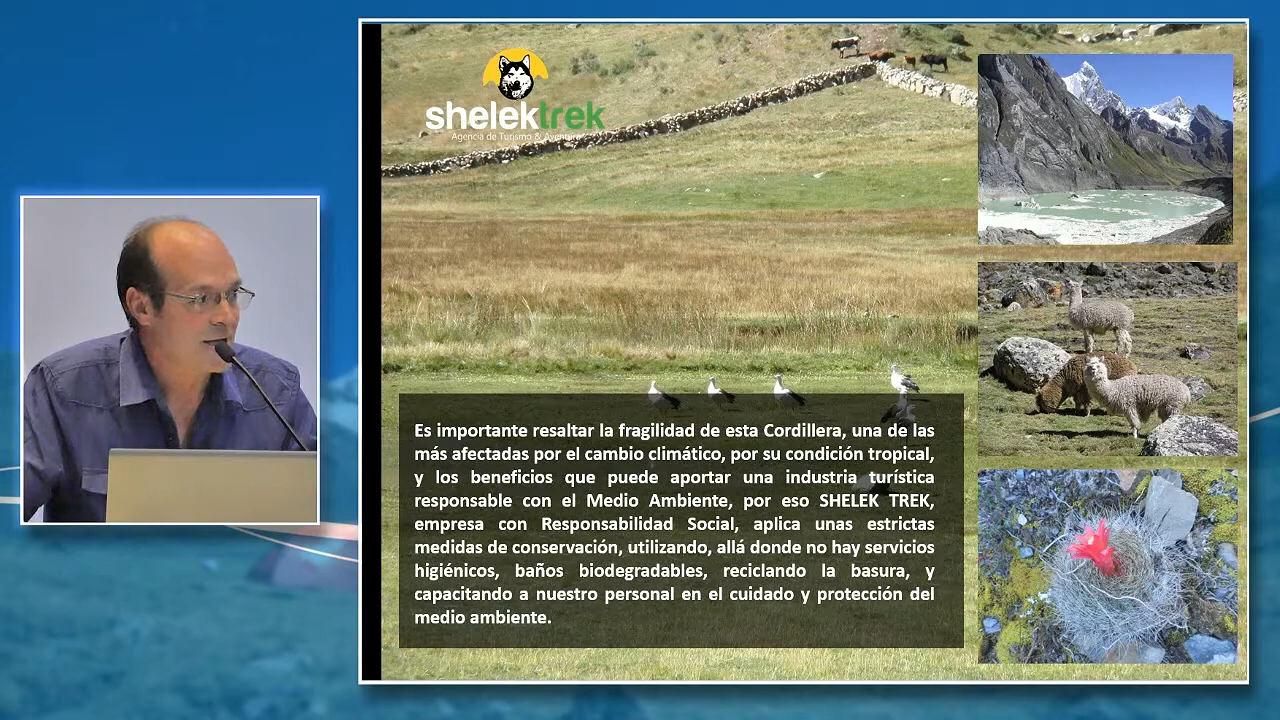 shelektrek
Agencia de Turismo & Aventura
Es importante resaltar la fragilidad de esta Cordillera, una de las
más afectadas por el cambio climático, por su condición tropical,
y los beneficios que puede aportar una industria turística
responsable con el Medio Ambiente, por eso SHELEK TREK,
empresa con Responsabilidad Social, aplica unas estrictas
medidas de conservación, utilizando, allá donde no hay servicios
higiénicos, baños biodegradables, reciclando la basura, y
capacitando a nuestro personal en el cuidado y protección del
medio ambiente.